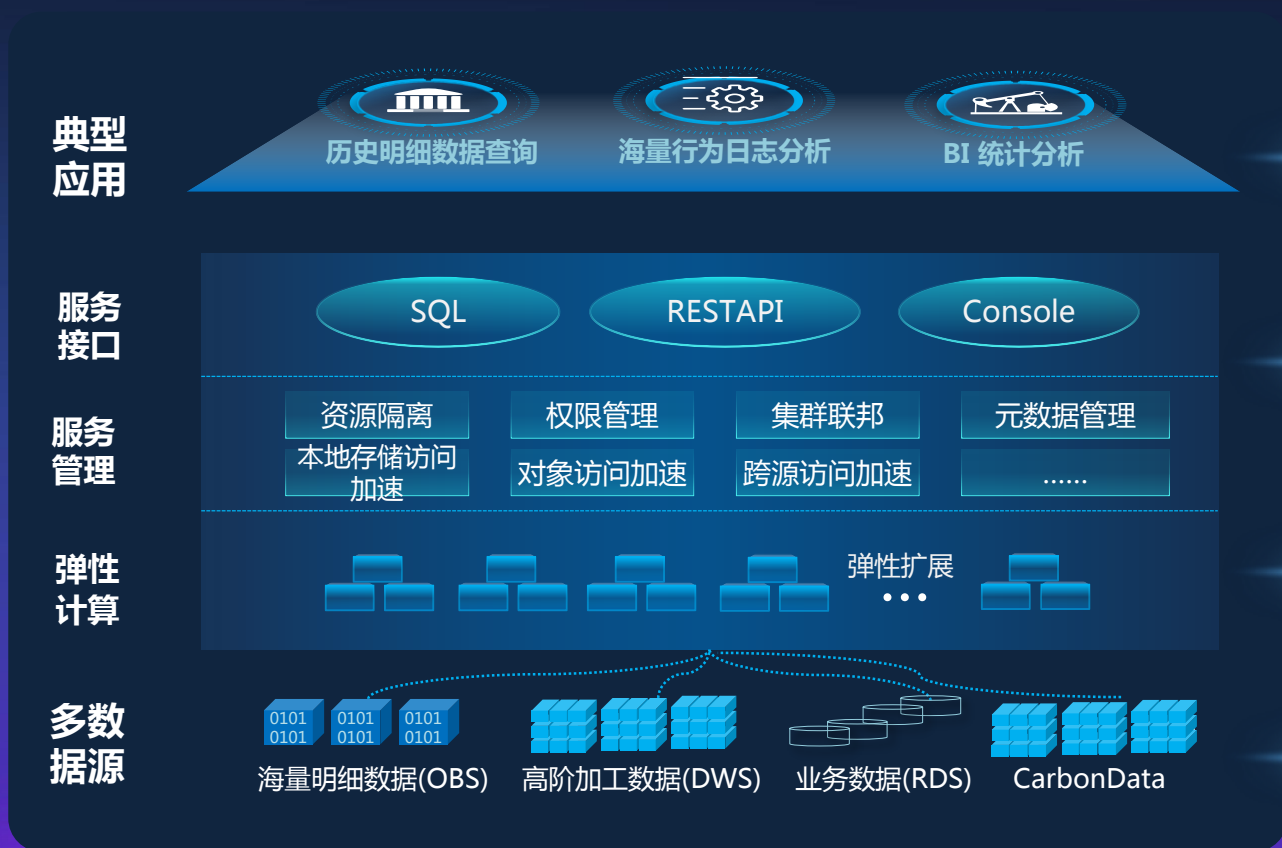 典型
应用
历史明细数据查询
海量行为日志分析
BI 统计分析
服务
接口
SQL
RESTAPI
Console
服务
管理
资源隔离
权限管理
集群联邦
元数据管理
本地存储访问
加速
对象访问加速
跨源访问加速
......
弹性
计算
弹性扩展
•••
多数
据源
0101
0101
0101
0101
0101
0101
海量明细数据(OBS)
高阶加工数据(DWS)
业务数据(RDS)
CarbonData